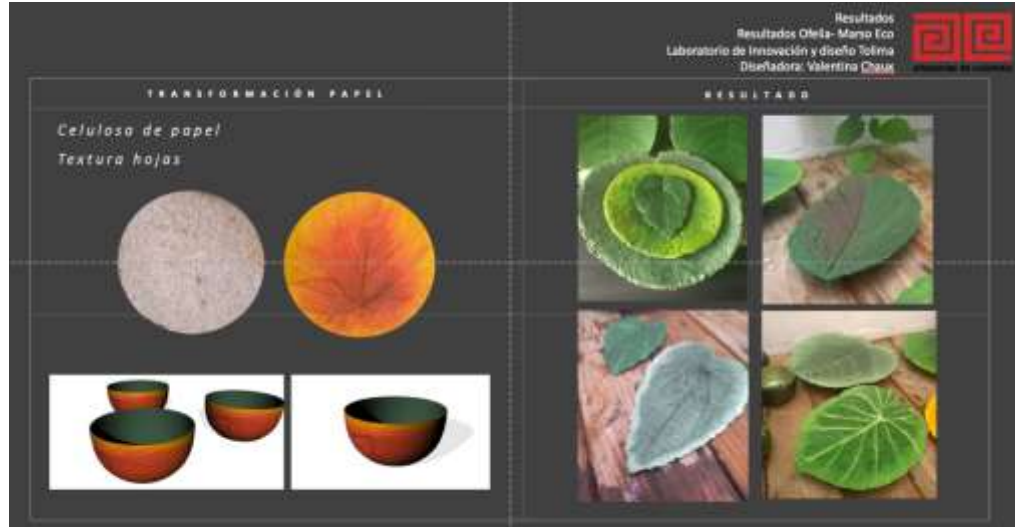 Resultados
Resultados Ofelia- Marso Eco
Laboratorio de Innovación y diseño Tolima
Diseñadora: Valentina Chaux
TRANSFORMACIÓN PAPEL
RESULTADO
Celulosa de papel
Textura hojas